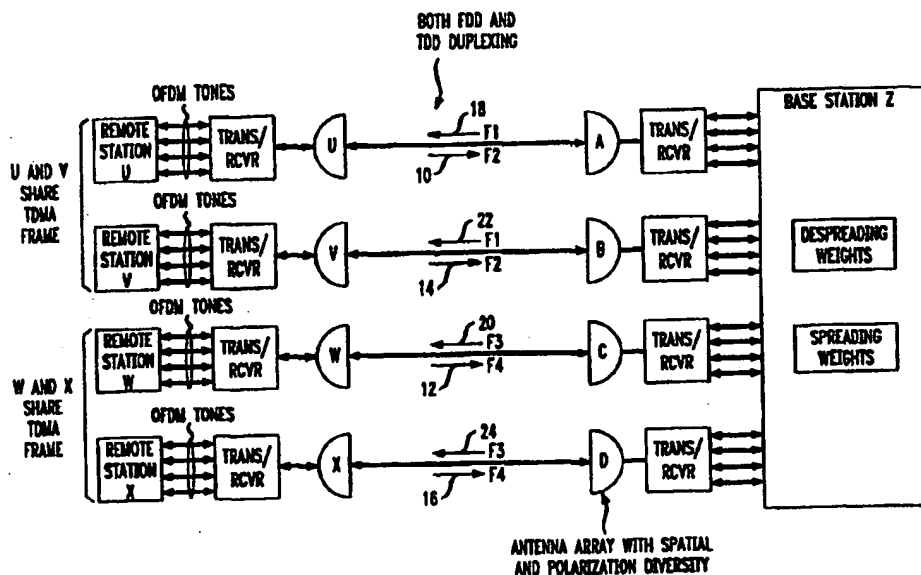 BOTH FDD AND
TDD DUPLEXING
OFDM TONES
REMOTE
STATION
U
TRANS/
RCVR
U
18
F1
F2
10
A
TRANS/
RCVR
BASE STATION Z
U AND V
SHARE
TDMA
FRAME
OFDM TONES
REMOTE
STATION
V
TRANS/
RCVR
V
22
F1
F2
14
B
TRANS/
RCVR
DESPREADING
WEIGHTS
OFDM TONES
REMOTE
STATION
W
TRANS/
RCVR
W
20
F3
F4
12
C
TRANS/
RCVR
SPREADING
WEIGHTS
W AND X
SHARE
TDMA
FRAME
OFDM TONES
REMOTE
STATION
X
TRANS/
RCVR
X
24
F3
F4
16
D
TRANS/
RCVR
ANTENNA ARRAY WITH SPATIAL
AND POLARIZATION DIVERSITY